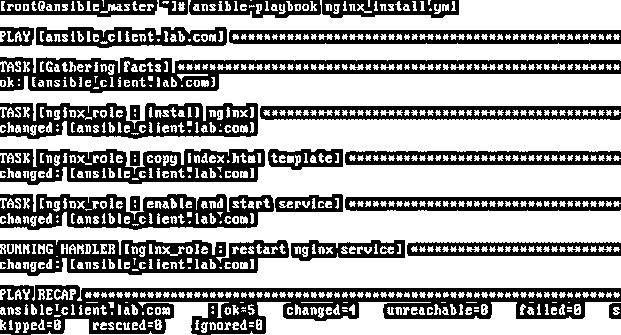 [root@ansible_master ~]# ansible-playbook nginx_install.yml
PLAY [ansible_client.lab.com] ******************************************************
TASK [Gathering Facts] *************************************************************
ok: [ansible_client.lab.com]
TASK [nginx_role : install nginx] **************************************************
changed: [ansible_client.lab.com]
TASK [nginx_role : copy index.html template] ***************************************
changed: [ansible_client.lab.com]
TASK [nginx_role : enable and start service] ***************************************
changed: [ansible_client.lab.com]
RUNNING HANDLER [nginx_role : restart nginx service] *******************************
changed: [ansible_client.lab.com]
PLAY RECAP *************************************************************************
ansible_client.lab.com     : ok=5    changed=4    unreachable=0    failed=0    s
kipped=0    rescued=0    ignored=0